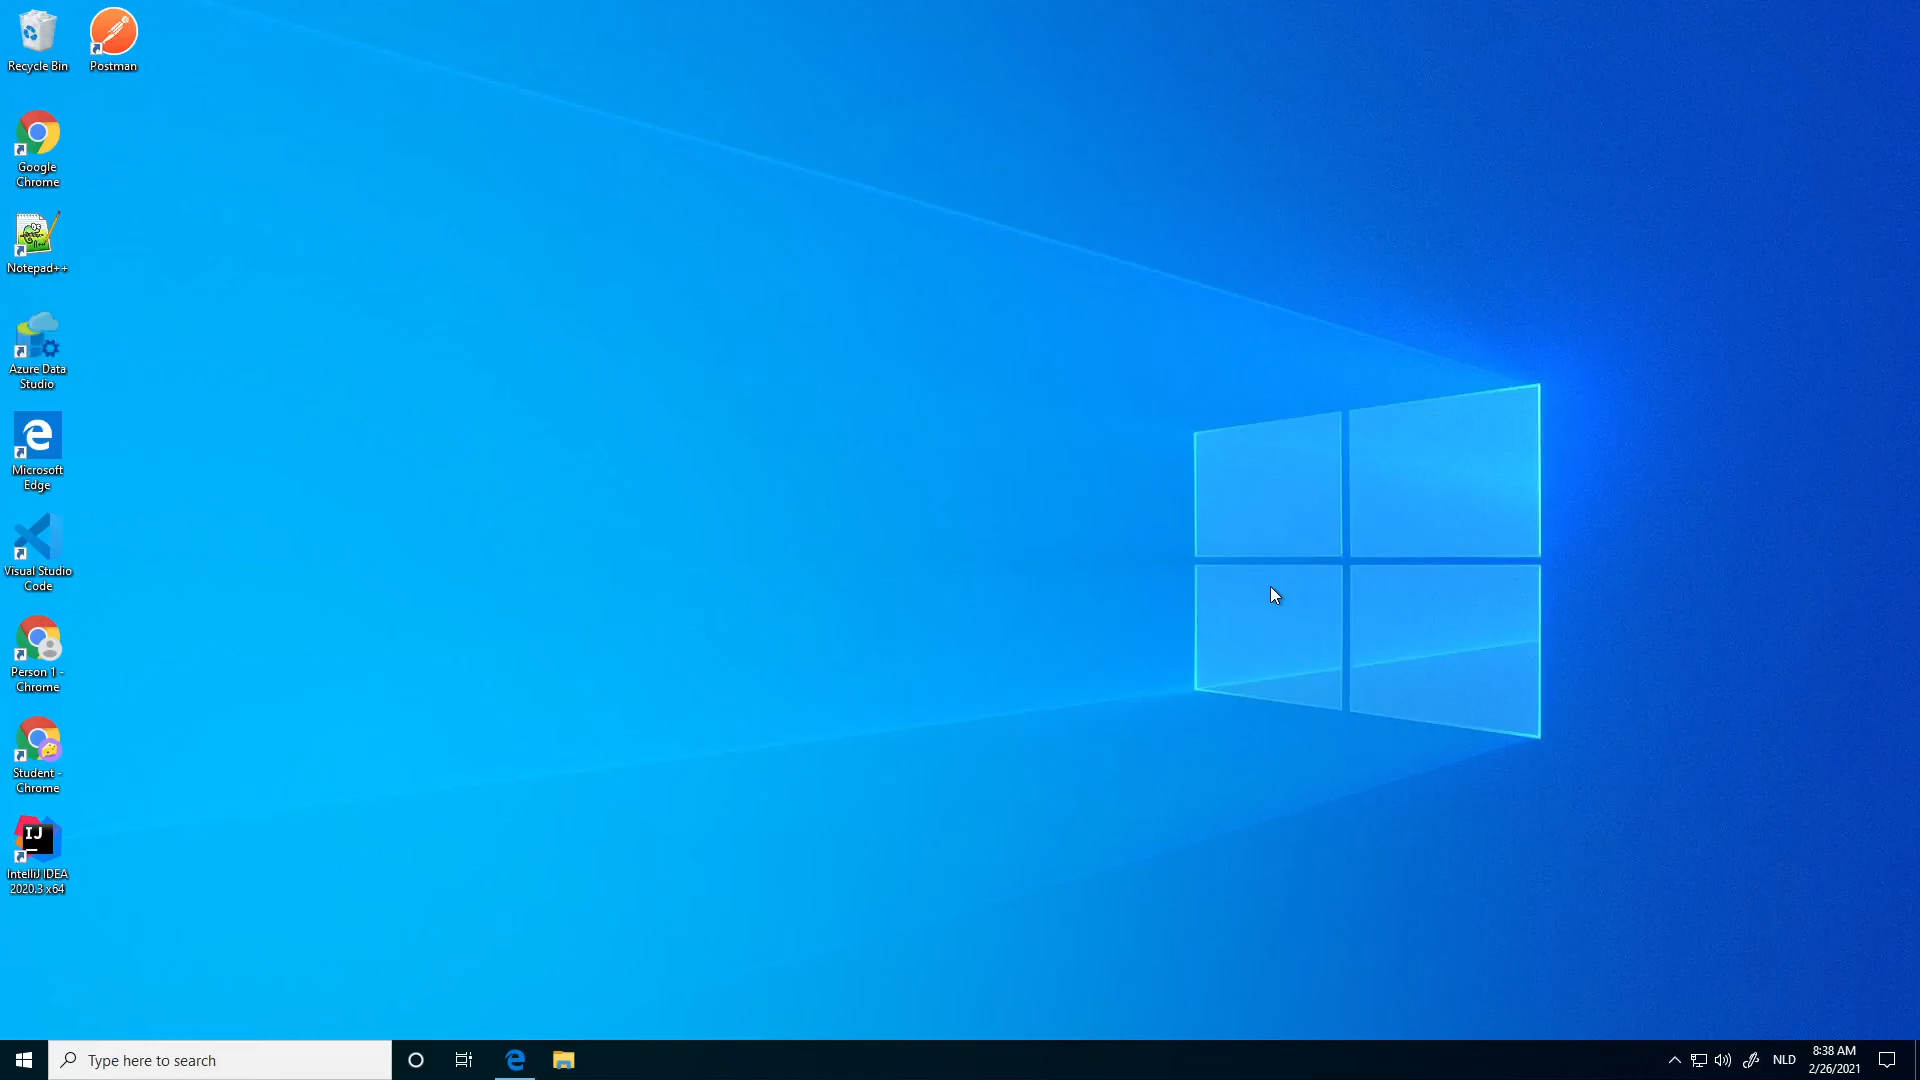 Recycle Bin
Postman
Google
Chrome
Notepad++
Azure Data
Studio
Microsoft
Edge
Visual Studio
Code
Person 1 -
Chrome
Student -
Chrome
IJ
IntelliJ IDEA
2020.3 x64
Type here to search
NLD
8:38 AM
2/26/2021